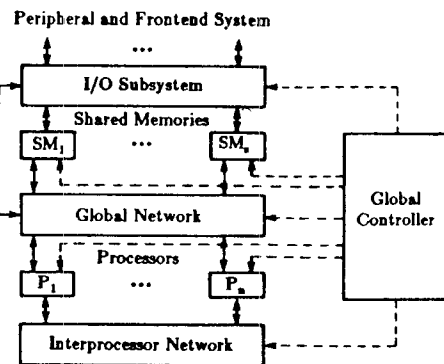 Peripheral and Frontend System
...
I/O Subsystem
Shared Memories
SM₁ ... SMₛ
Global Network
Global
Controller
Processors
P₁ ... Pₙ
Interprocessor Network